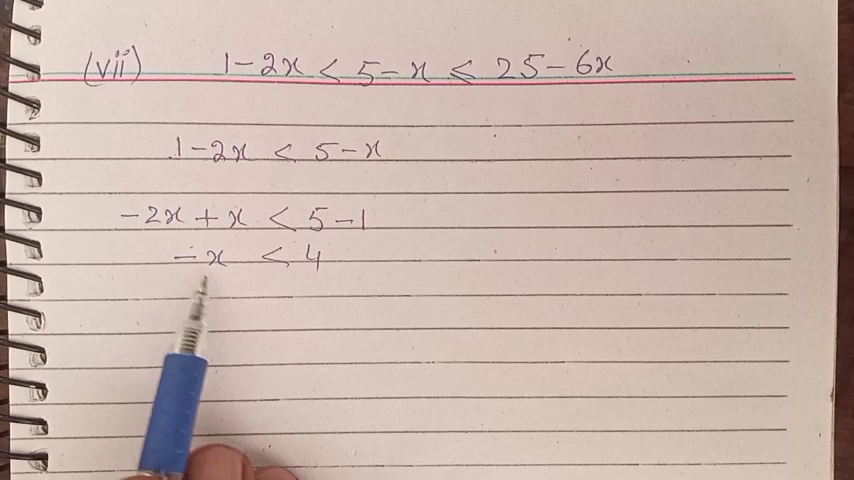 (vii) 1-2x < 5-x ≤ 25-6x
1-2x < 5-x
-2x+x < 5-1
-x < 4